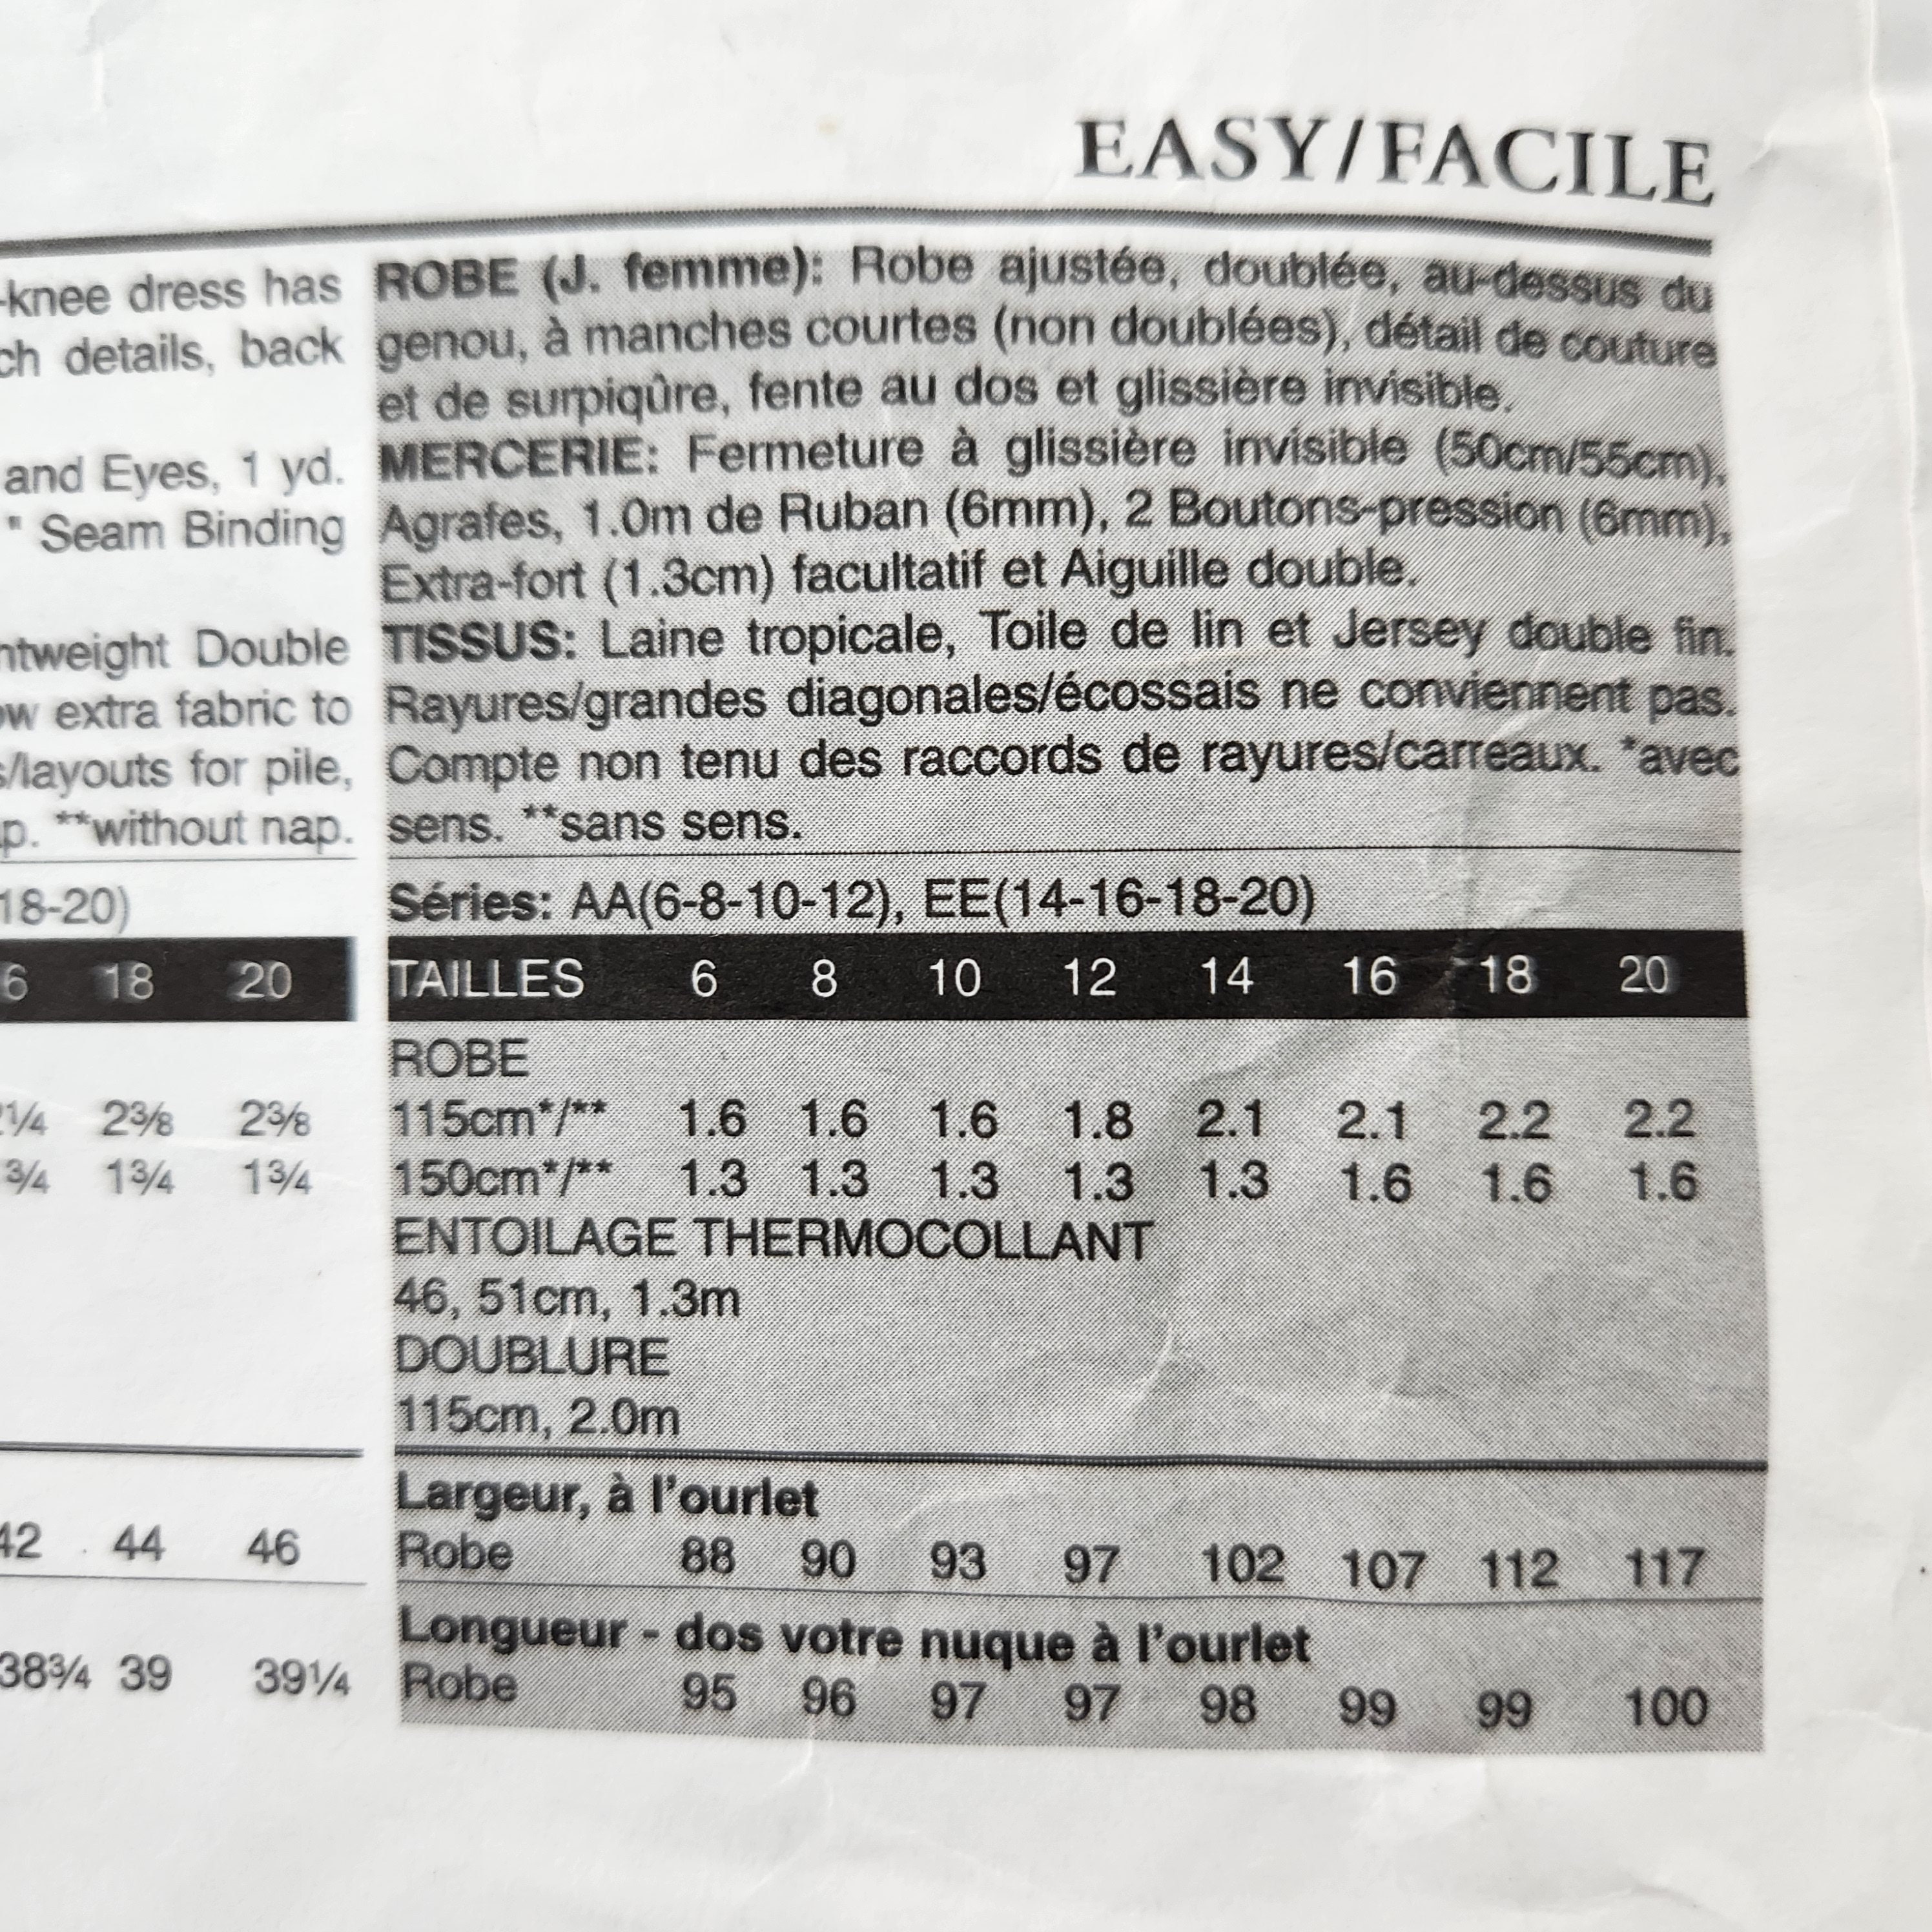 EASY/FACILE
-knee dress has
ch details, back
and Eyes, 1 yd.
" Seam Binding
ntweight Double
ow extra fabric to
s/layouts for pile,
p. **without nap.
18-20)
6 18 20
2¼ 2⅜ 2⅜
¾ 1¾ 1¾
42 44 46
38¾ 39 39¼
ROBE (J. femme): Robe ajustée, doublée, au-dessus du
genou, à manches courtes (non doublées), détail de couture
et de surpiqûre, fente au dos et glissière invisible.
MERCERIE: Fermeture à glissière invisible (50cm/55cm),
Agrafes, 1.0m de Ruban (6mm), 2 Boutons-pression (6mm),
Extra-fort (1.3cm) facultatif et Aiguille double.
TISSUS: Laine tropicale, Toile de lin et Jersey double fin.
Rayures/grandes diagonales/écossais ne conviennent pas.
Compte non tenu des raccords de rayures/carreaux. *avec
sens. **sans sens.
Séries: AA(6-8-10-12), EE(14-16-18-20)
TAILLES 6 8 10 12 14 16 18 20
ROBE
115cm*/** 1.6 1.6 1.6 1.8 2.1 2.1 2.2 2.2
150cm*/** 1.3 1.3 1.3 1.3 1.3 1.6 1.6 1.6
ENTOILAGE THERMOCOLLANT
46, 51cm, 1.3m
DOUBLURE
115cm, 2.0m
Largeur, à l'ourlet
Robe 88 90 93 97 102 107 112 117
Longueur - dos votre nuque à l'ourlet
Robe 95 96 97 97 98 99 99 100